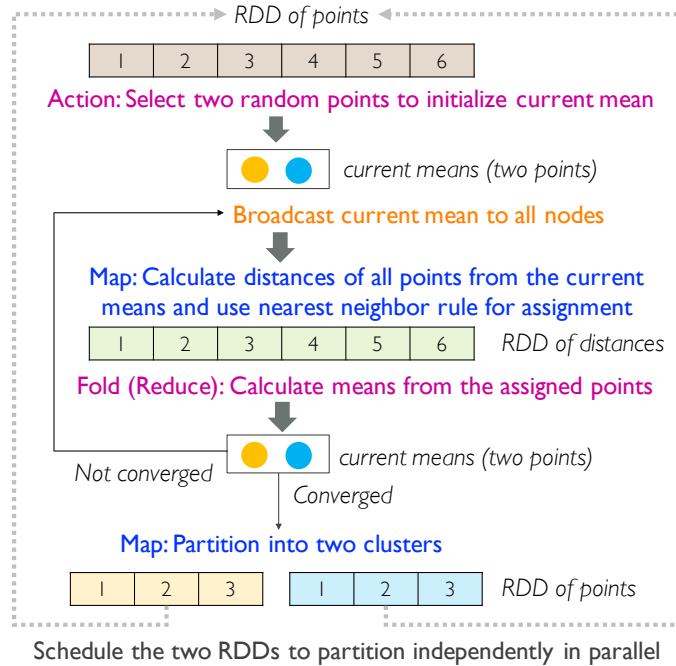 RDD of points
1 2 3 4 5 6
Action: Select two random points to initialize current mean
current means (two points)
Broadcast current mean to all nodes
Map: Calculate distances of all points from the current
means and use nearest neighbor rule for assignment
1 2 3 4 5 6
RDD of distances
Fold (Reduce): Calculate means from the assigned points
current means (two points)
Not converged
Converged
Map: Partition into two clusters
1 2 3 1 2 3
RDD of points
Schedule the two RDDs to partition independently in parallel